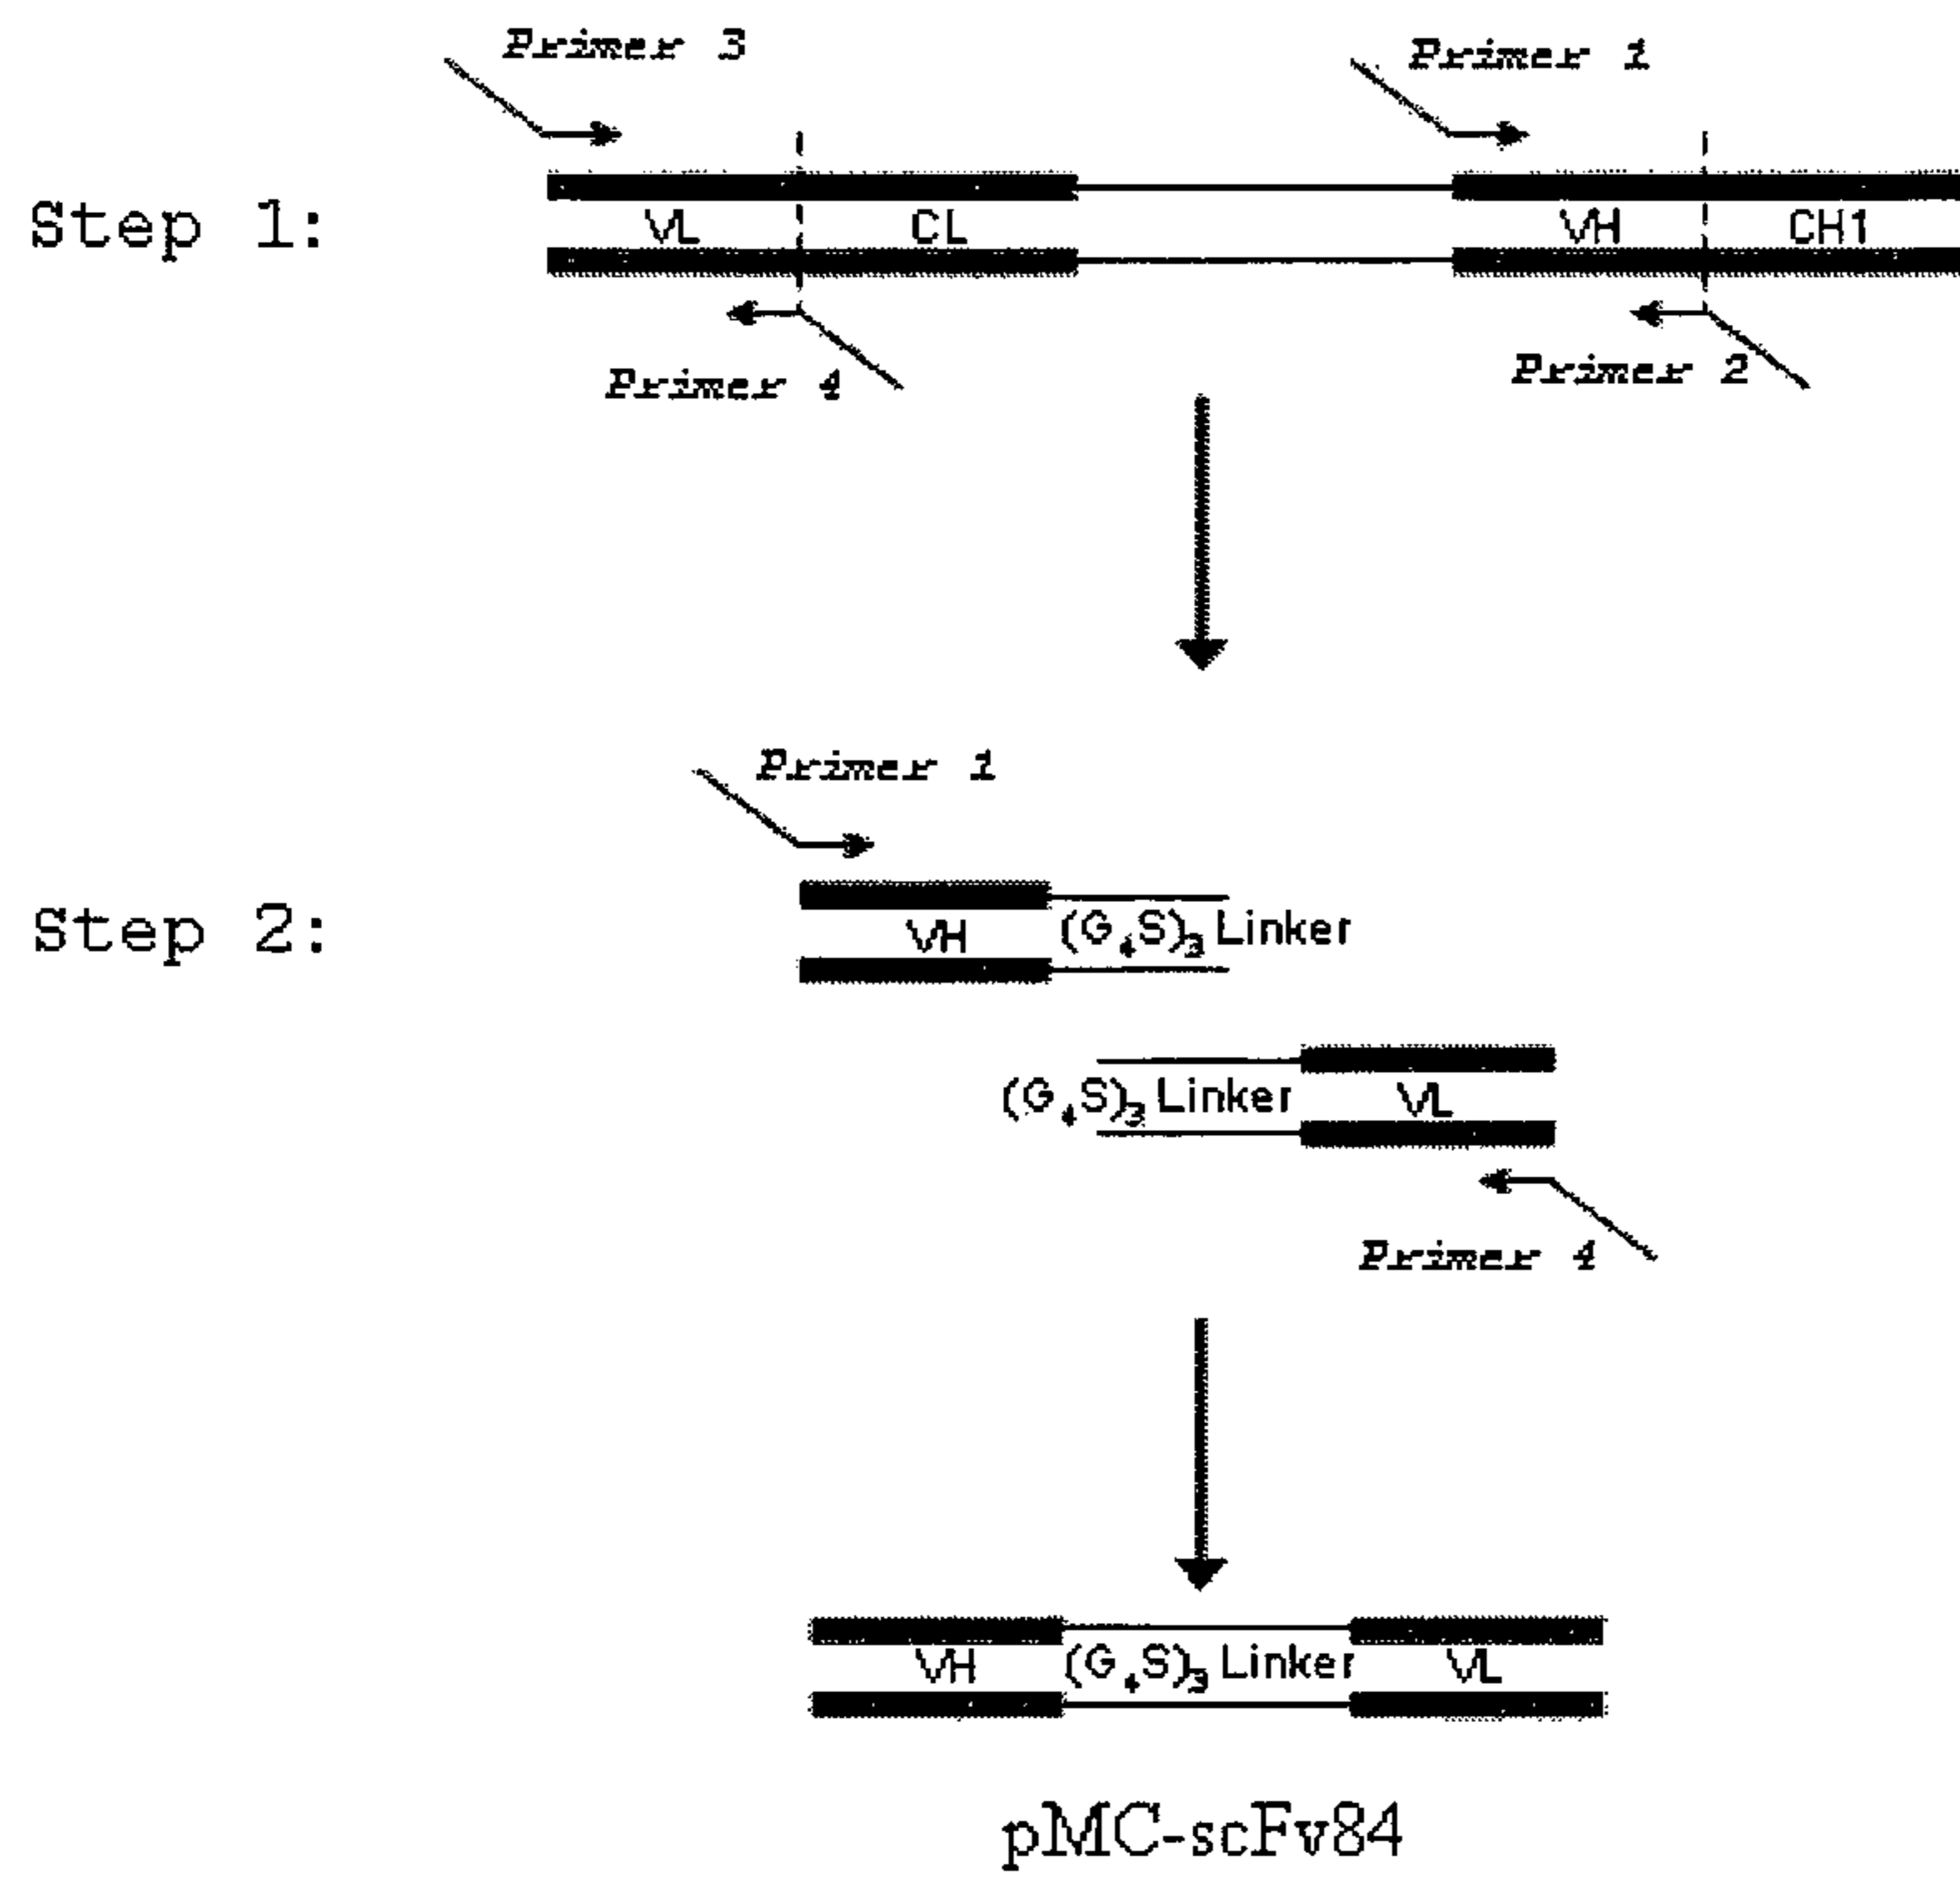 Primer 3
Primer 1
Step 1:
VL
CL
VH
CH1
Primer 4
Primer 2
Primer 1
Step 2:
VH
(G4S)3 Linker
(G4S)3 Linker
VL
Primer 4
VH
(G4S)3 Linker
VL
pMC-scFv84